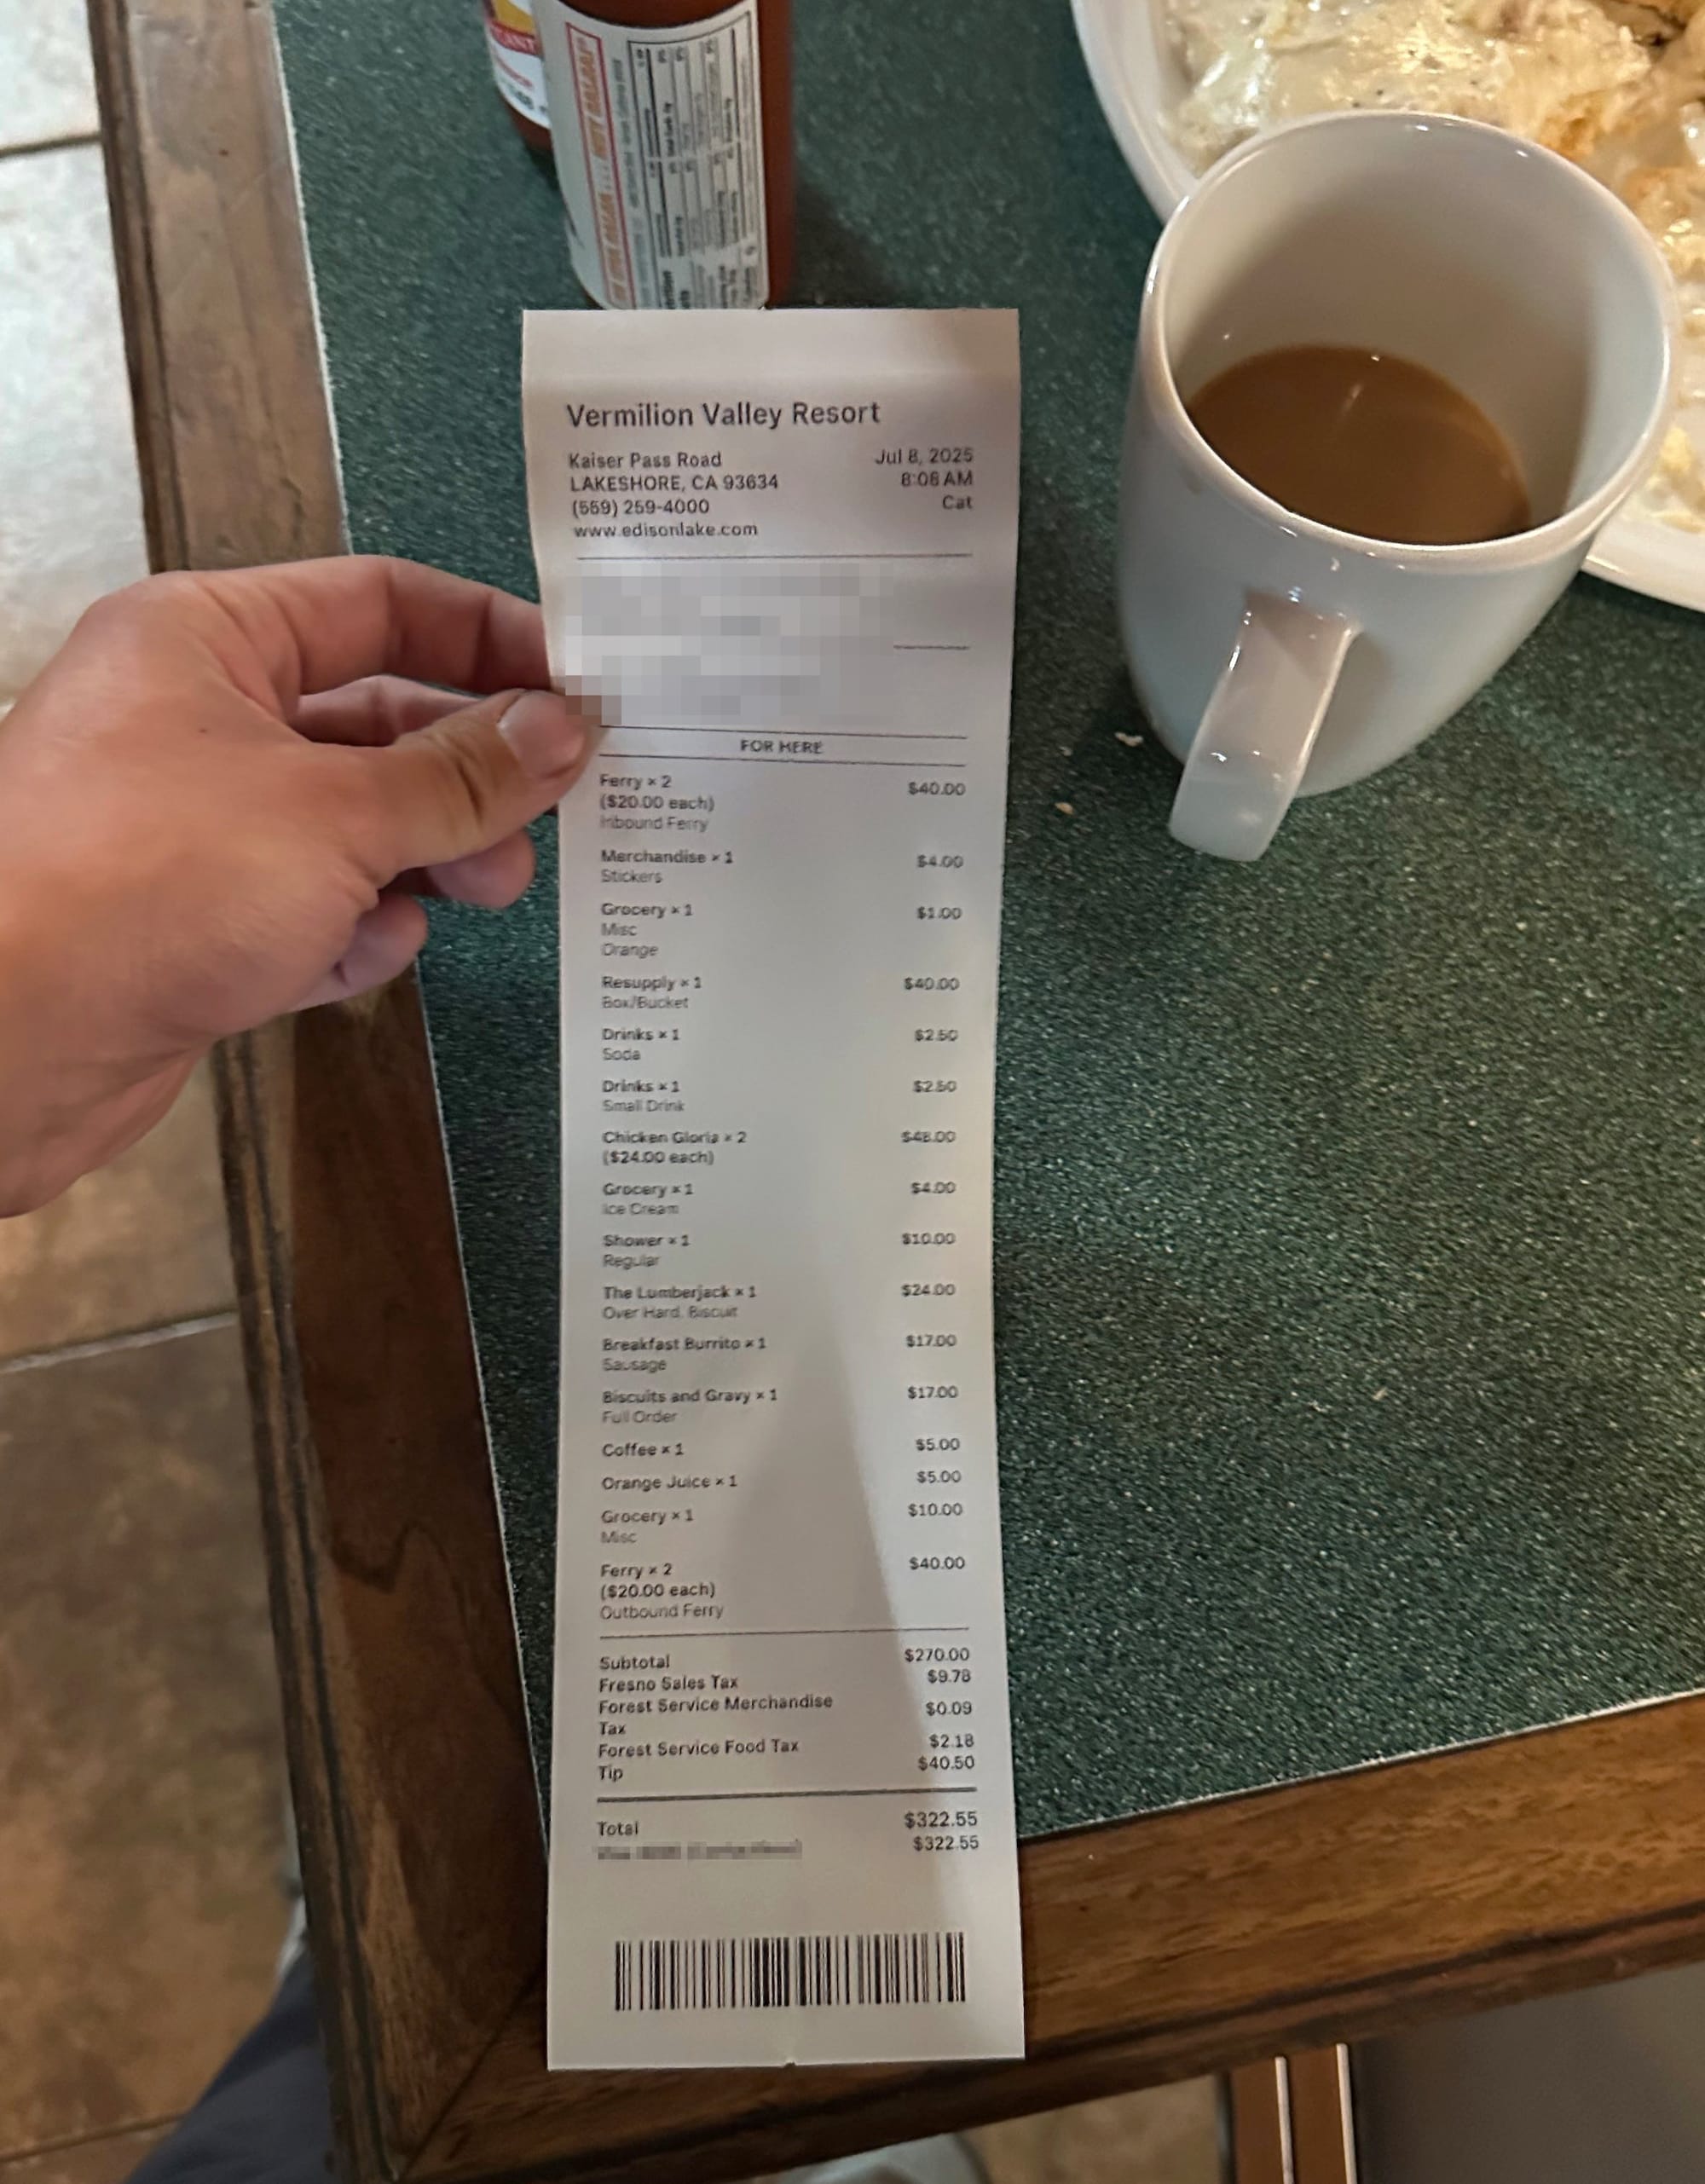 Vermilion Valley Resort
Kaiser Pass Road
LAKESHORE, CA 93634
(559) 259-4000
www.edisonlake.com
Jul 8, 2025
8:08 AM
Cat
FOR HERE
Ferry × 2 $40.00
($20.00 each)
Inbound Ferry
Merchandise × 1 $4.00
Stickers
Grocery × 1 $1.00
Misc
Orange
Resupply × 1 $40.00
Box/Bucket
Drinks × 1 $2.50
Soda
Drinks × 1 $2.50
Small Drink
Chicken Gloria × 2 $48.00
($24.00 each)
Grocery × 1 $4.00
Ice Cream
Shower × 1 $10.00
Regular
The Lumberjack × 1 $24.00
Over Hard, Biscuit
Breakfast Burrito × 1 $17.00
Sausage
Biscuits and Gravy × 1 $17.00
Full Order
Coffee × 1 $5.00
Orange Juice × 1 $5.00
Grocery × 1 $10.00
Misc
Ferry × 2 $40.00
($20.00 each)
Outbound Ferry
Subtotal $270.00
Fresno Sales Tax $9.78
Forest Service Merchandise $0.09
Tax
Forest Service Food Tax $2.18
Tip $40.50
Total $322.55
$322.55